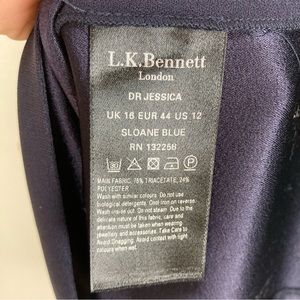 L.K.Bennett
London
DR JESSICA
UK 16 EUR 44 US 12
SLOANE BLUE
RN 132258
MAIN FABRIC, 76% TRIACETATE, 24%
POLYESTER
Wash with similar colours. Do not use
biological detergents. Cool iron on reverse.
Wash inside out. Do not steam. Due to the
delicate nature of this fabric, care and
attention must be taken when wearing
jewellery and accessories. Take Care to
Avoid Snagging. Avoid contact with light
colours when wet.